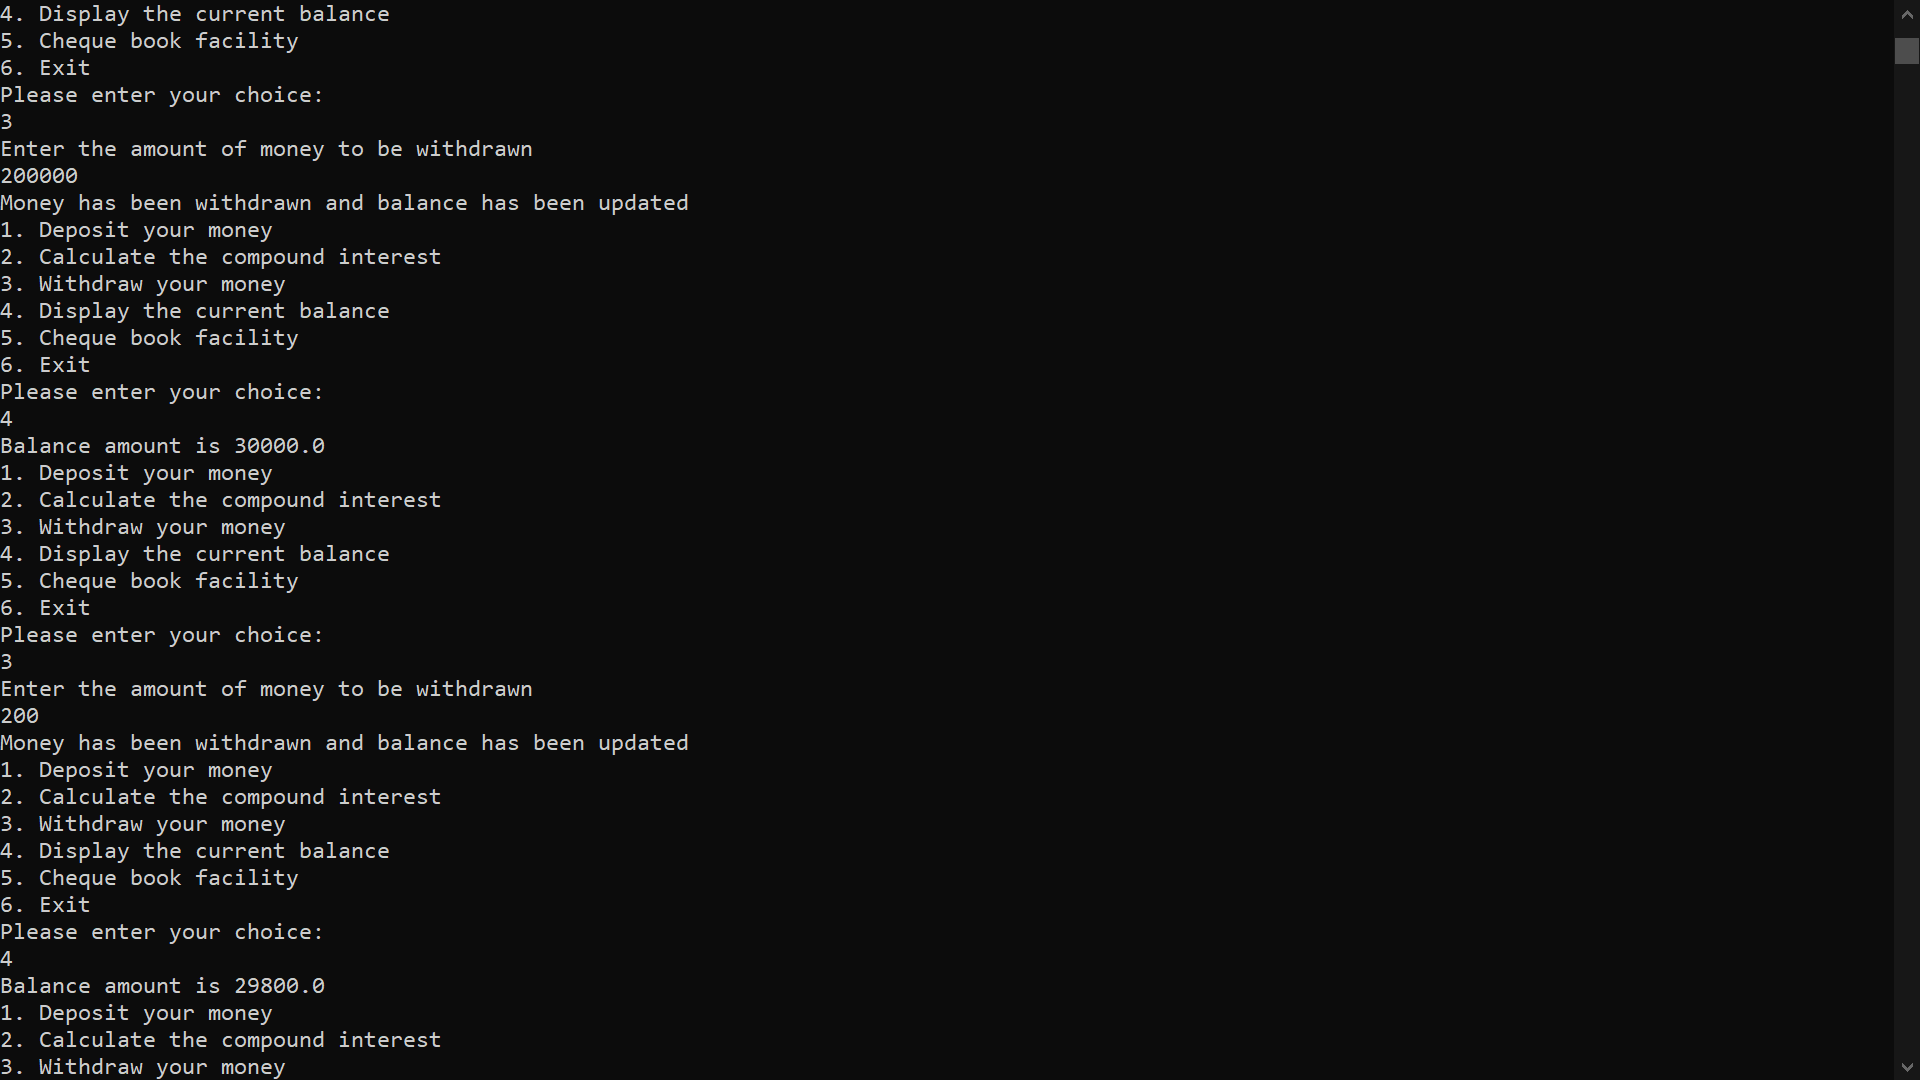 4. Display the current balance
5. Cheque book facility
6. Exit
Please enter your choice:
3
Enter the amount of money to be withdrawn
200000
Money has been withdrawn and balance has been updated
1. Deposit your money
2. Calculate the compound interest
3. Withdraw your money
4. Display the current balance
5. Cheque book facility
6. Exit
Please enter your choice:
4
Balance amount is 30000.0
1. Deposit your money
2. Calculate the compound interest
3. Withdraw your money
4. Display the current balance
5. Cheque book facility
6. Exit
Please enter your choice:
3
Enter the amount of money to be withdrawn
200
Money has been withdrawn and balance has been updated
1. Deposit your money
2. Calculate the compound interest
3. Withdraw your money
4. Display the current balance
5. Cheque book facility
6. Exit
Please enter your choice:
4
Balance amount is 29800.0
1. Deposit your money
2. Calculate the compound interest
3. Withdraw your money